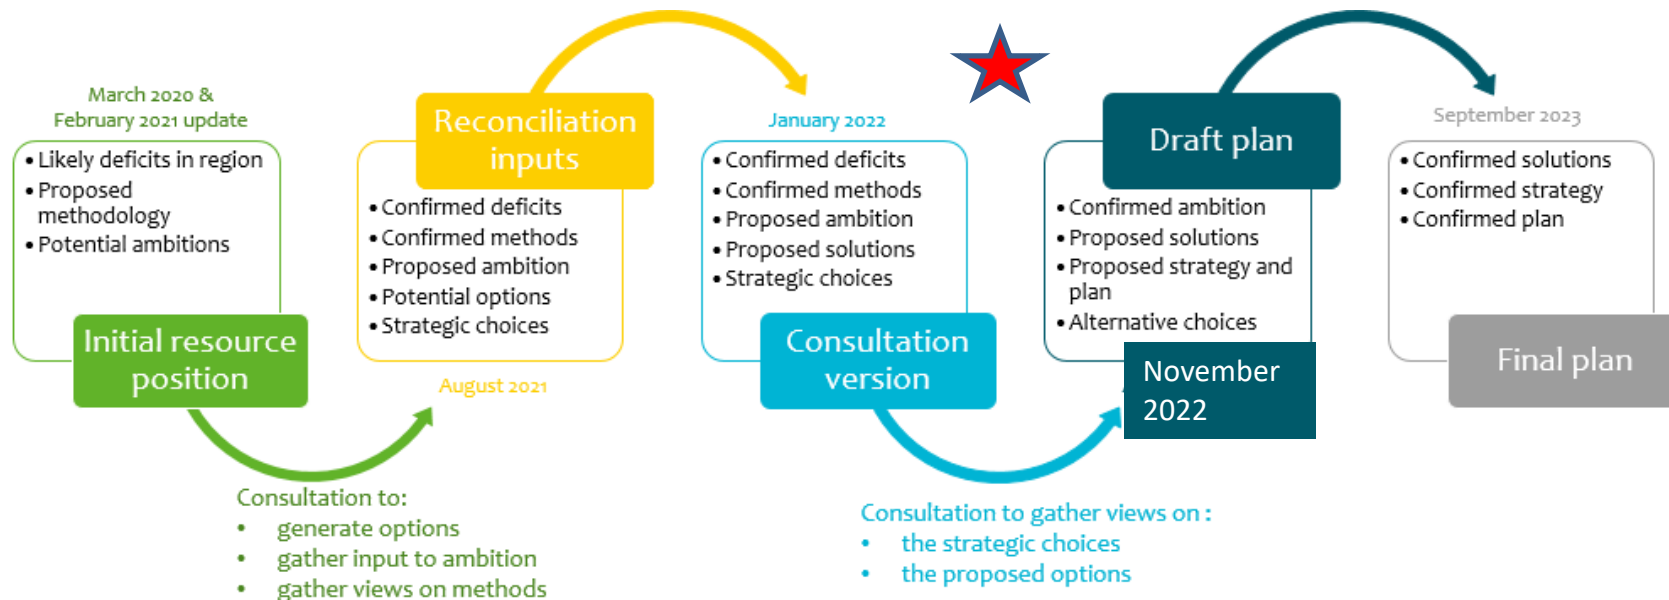 March 2020 &
February 2021 update
• Likely deficits in region
• Proposed
methodology
• Potential ambitions
Initial resource
position
Consultation to:
• generate options
• gather input to ambition
• gather views on methods
Reconciliation
inputs
• Confirmed deficits
• Confirmed methods
• Proposed ambition
• Potential options
• Strategic choices
August 2021
January 2022
• Confirmed deficits
• Confirmed methods
• Proposed ambition
• Proposed solutions
• Strategic choices
Consultation
version
Consultation to gather views on :
• the strategic choices
• the proposed options
Draft plan
• Confirmed ambition
• Proposed solutions
• Proposed strategy and
plan
• Alternative choices
November
2022
September 2023
• Confirmed solutions
• Confirmed strategy
• Confirmed plan
Final plan